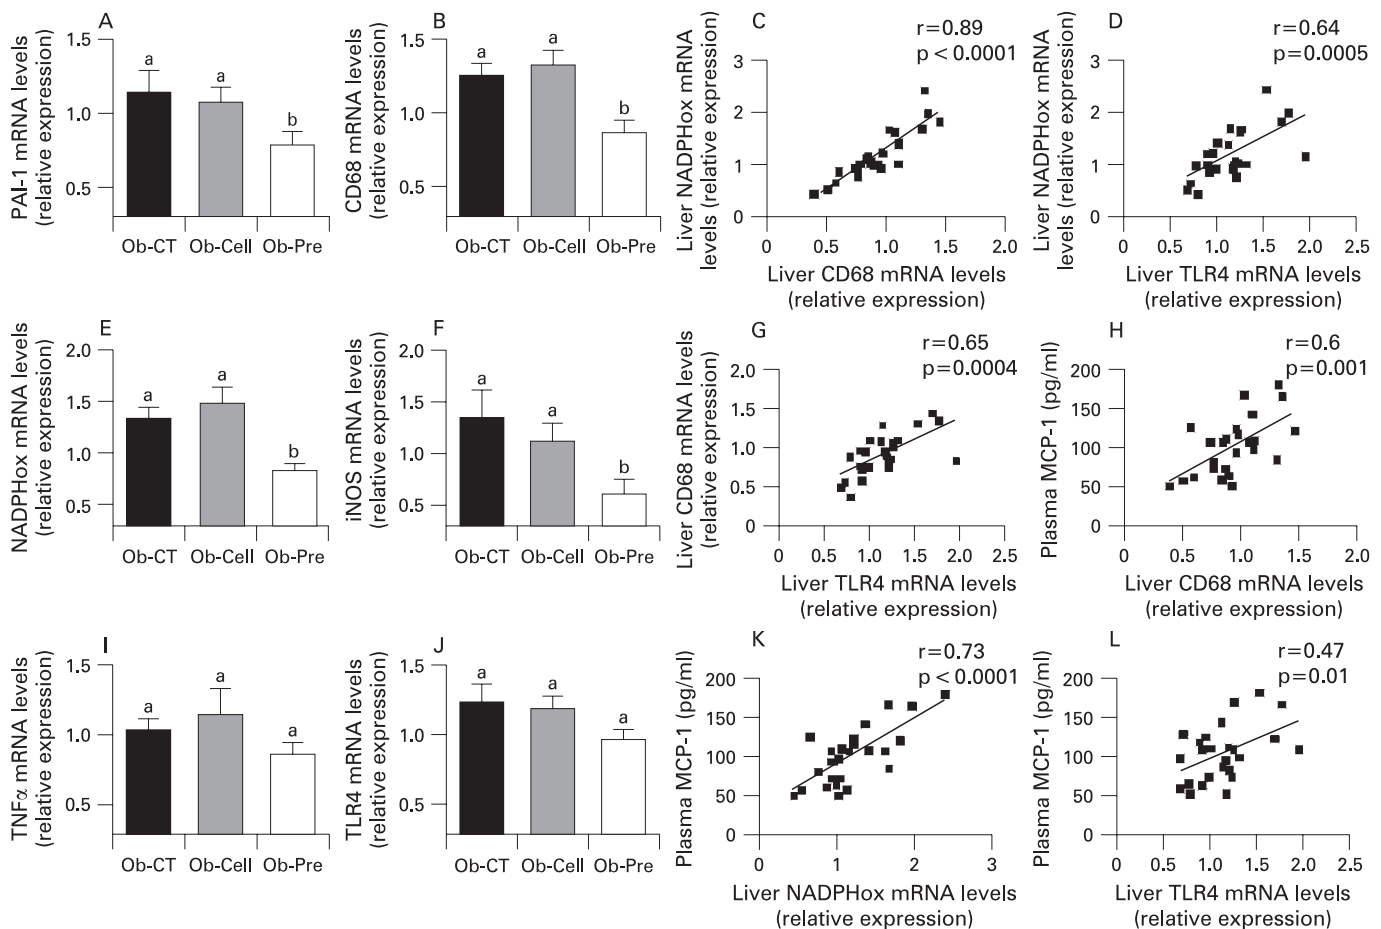 A
PAI-1 mRNA levels
(relative expression)
1.5
1.0
0.5
a
a
b
Ob-CT Ob-Cell Ob-Pre
B
CD68 mRNA levels
(relative expression)
1.5
1.0
0.5
a
a
b
Ob-CT Ob-Cell Ob-Pre
C
r=0.89
p<0.0001
Liver NADPHox mRNA
levels (relative expression)
3
2
1
0
0 0.5 1.0 1.5 2.0
Liver CD68 mRNA levels
(relative expression)
D
r=0.64
p=0.0005
Liver NADPHox mRNA
levels (relative expression)
3
2
1
0
0 0.5 1.0 1.5 2.0 2.5
Liver TLR4 mRNA levels
(relative expression)
E
NADPHox mRNA levels
(relative expression)
2.0
1.5
1.0
0.5
a
a
b
Ob-CT Ob-Cell Ob-Pre
F
iNOS mRNA levels
(relative expression)
2.0
1.5
1.0
0.5
a
a
b
Ob-CT Ob-Cell Ob-Pre
G
r=0.65
p=0.0004
Liver CD68 mRNA levels
(relative expression)
2.0
1.5
1.0
0.5
0
0.0 0.5 1.0 1.5 2.0 2.5
Liver TLR4 mRNA levels
(relative expression)
H
r=0.6
p=0.001
Plasma MCP-1 (pg/ml)
200
150
100
50
0
0 0.5 1.0 1.5 2.0
Liver CD68 mRNA levels
(relative expression)
I
TNFα mRNA levels
(relative expression)
1.5
1.0
0.5
a
a
a
Ob-CT Ob-Cell Ob-Pre
J
TLR4 mRNA levels
(relative expression)
1.5
1.0
0.5
a
a
a
Ob-CT Ob-Cell Ob-Pre
K
r=0.73
p<0.0001
Plasma MCP-1 (pg/ml)
200
150
100
50
0
0 1 2 3
Liver NADPHox mRNA levels
(relative expression)
L
r=0.47
p=0.01
Plasma MCP-1 (pg/ml)
200
150
100
50
0
0 0.5 1.0 1.5 2.0 2.5
Liver TLR4 mRNA levels
(relative expression)